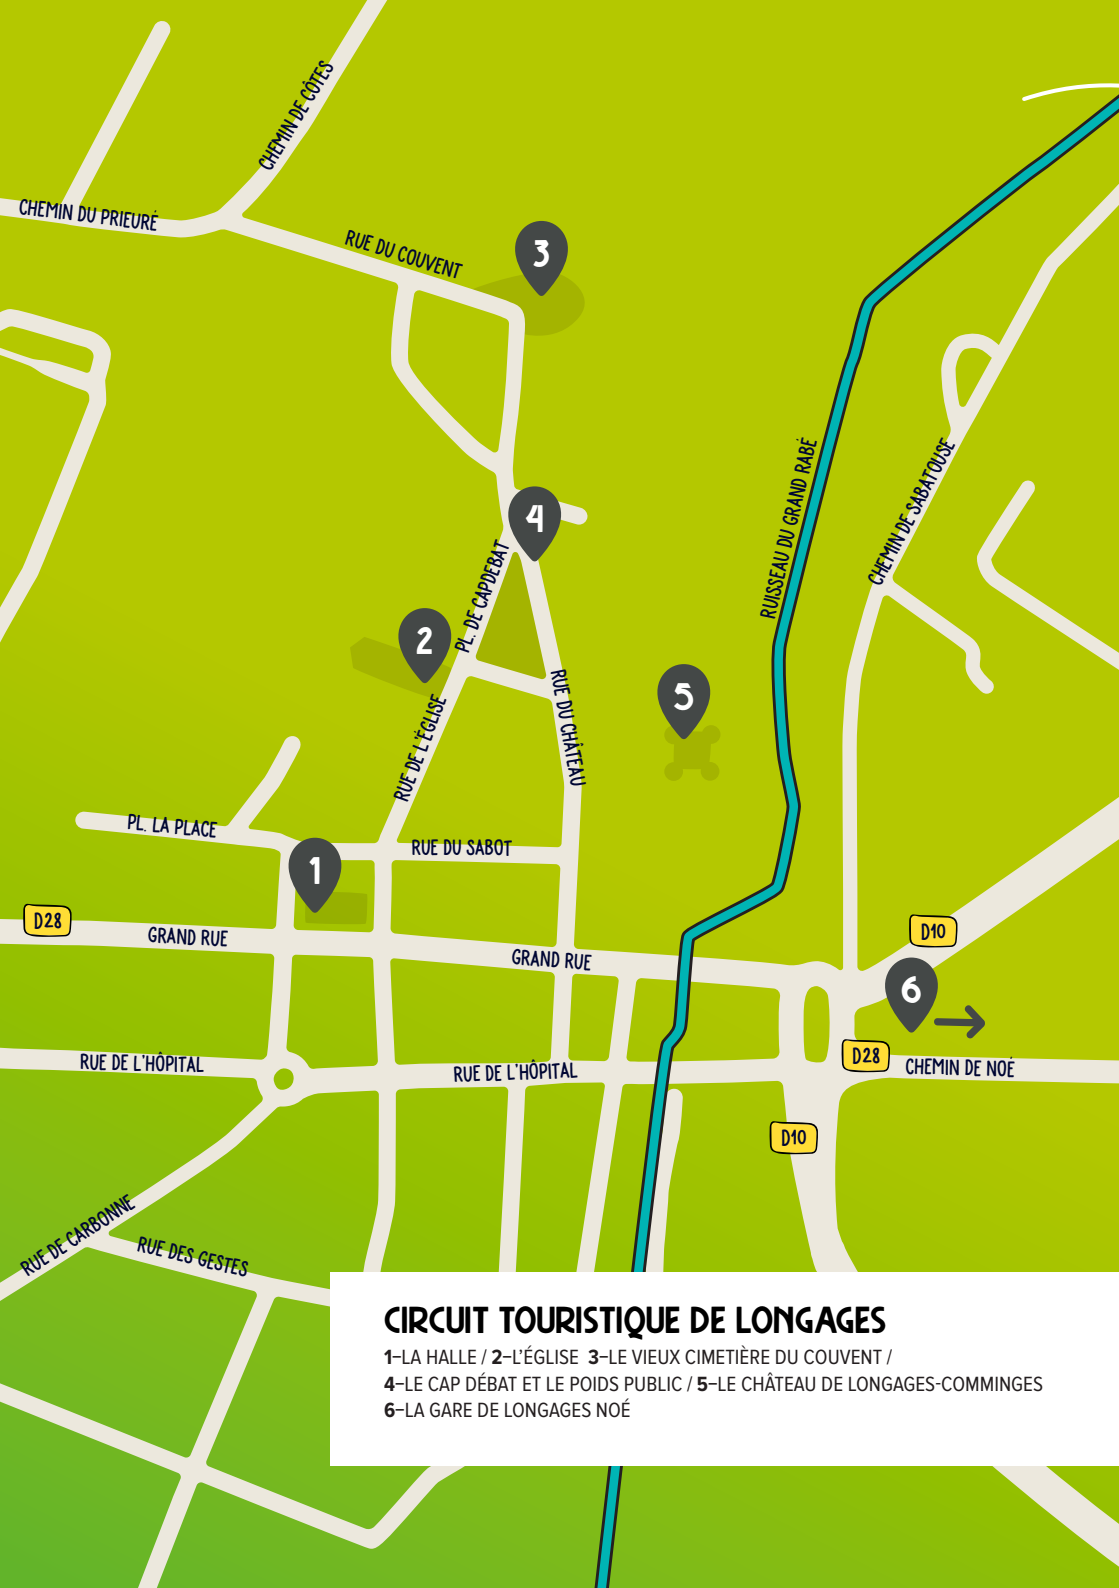 CHEMIN DE CÔTES
CHEMIN DU PRIEURÉ
RUE DU COUVENT
3
RUISSEAU DU GRAND RABÉ
CHEMIN DE SABATOUSE
4
PL. DE CAPDEBAT
2
5
RUE DU CHÂTEAU
RUE DE L'ÉGLISE
PL. LA PLACE
RUE DU SABOT
1
D28
GRAND RUE
GRAND RUE
D10
6
RUE DE L'HÔPITAL
RUE DE L'HÔPITAL
D28
CHEMIN DE NOÉ
D10
RUE DE CARBONNE
RUE DES GESTES
CIRCUIT TOURISTIQUE DE LONGAGES
1–LA HALLE / 2–L'ÉGLISE 3–LE VIEUX CIMETIÈRE DU COUVENT /
4–LE CAP DÉBAT ET LE POIDS PUBLIC / 5–LE CHÂTEAU DE LONGAGES-COMMINGES
6–LA GARE DE LONGAGES NOÉ